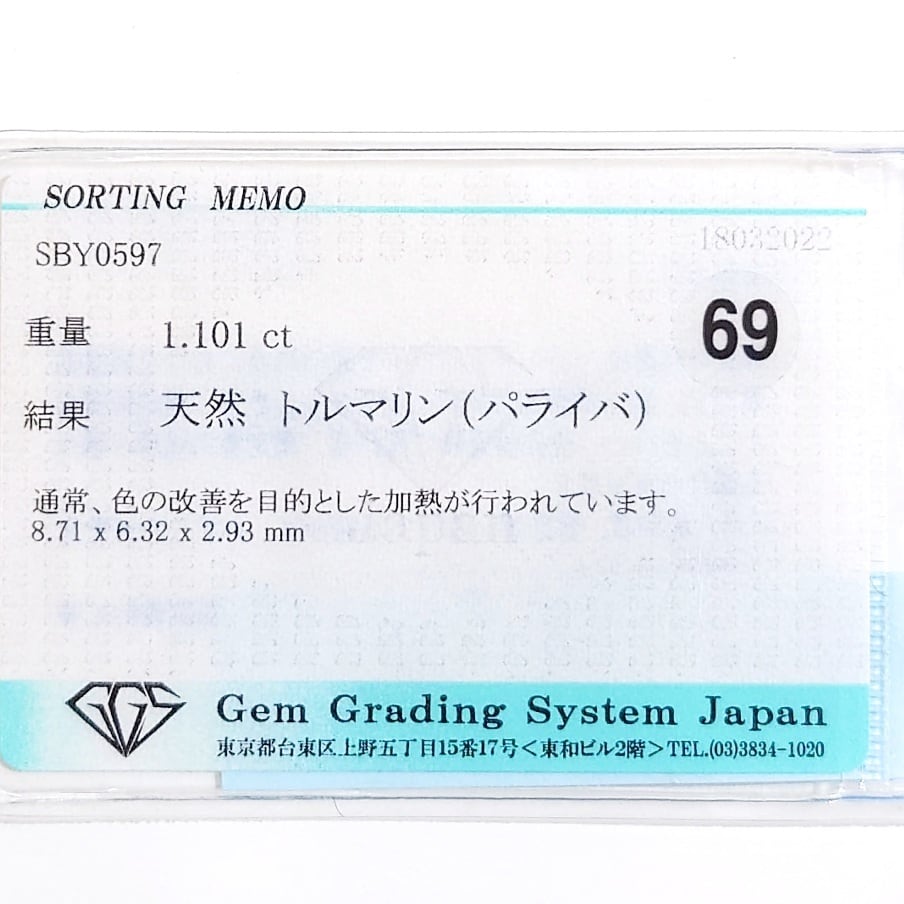 SORTING MEMO
18032022
SBY0597
69
重量 1.101 ct
結果 天然 トルマリン(パライバ)
通常、色の改善を目的とした加熱が行われています。
8.71 x 6.32 x 2.93 mm
GGS
Gem Grading System Japan
東京都台東区上野五丁目15番17号<東和ビル2階>TEL.(03)3834-1020